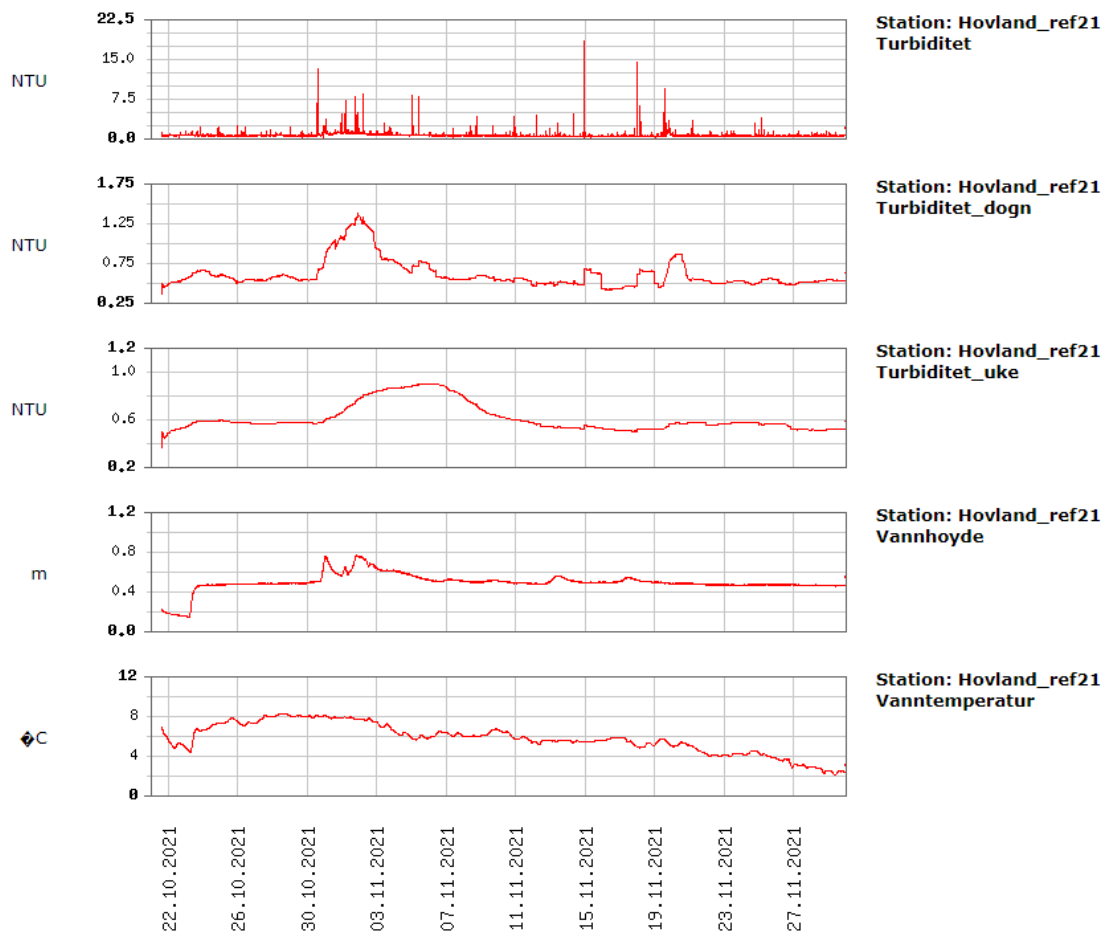 22.5
15.0
7.5
0.0
NTU
Station: Hovland_ref21
Turbiditet
1.75
1.25
0.75
0.25
NTU
Station: Hovland_ref21
Turbiditet_dogn
1.2
1.0
0.6
0.2
NTU
Station: Hovland_ref21
Turbiditet_uke
1.2
0.8
0.4
0.0
m
Station: Hovland_ref21
Vannhoyde
12
8
4
0
�C
Station: Hovland_ref21
Vanntemperatur
22.10.2021
26.10.2021
30.10.2021
03.11.2021
07.11.2021
11.11.2021
15.11.2021
19.11.2021
23.11.2021
27.11.2021